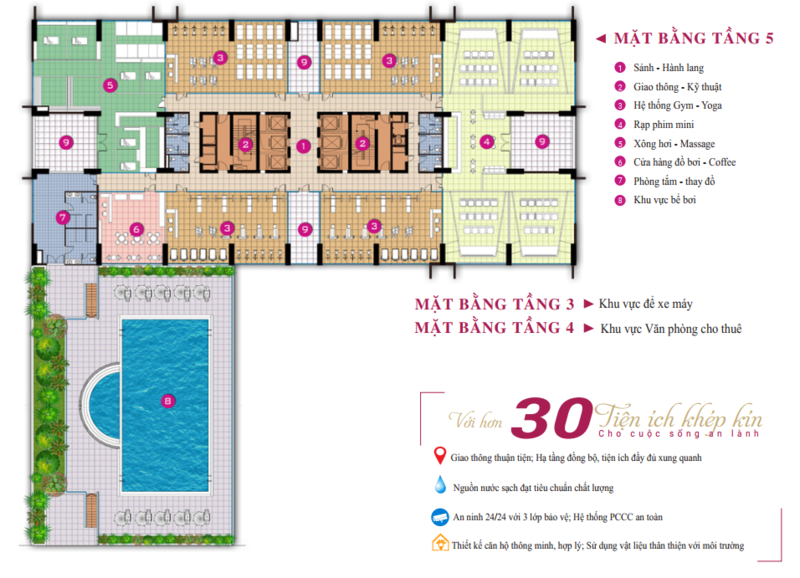 ◄ MẶT BẰNG TẦNG 5
1 Sảnh - Hành lang
2 Giao thông - Kỹ thuật
3 Hệ thống Gym - Yoga
4 Rạp phim mini
5 Xông hơi - Massage
6 Cửa hàng đồ bơi - Coffee
7 Phòng tắm - thay đồ
8 Khu vực bể bơi
3 9 3
5
9 2 1 2 4 9
7 6 3 9 3
MẶT BẰNG TẦNG 3 ► Khu vực để xe máy
MẶT BẰNG TẦNG 4 ► Khu vực Văn phòng cho thuê
8
Với hơn 30 Tiện ích khép kín
Cho cuộc sống an lành
Giao thông thuận tiện; Hạ tầng đồng bộ, tiện ích đầy đủ xung quanh
Nguồn nước sạch đạt tiêu chuẩn chất lượng
An ninh 24/24 với 3 lớp bảo vệ; Hệ thống PCCC an toàn
Thiết kế căn hộ thông minh, hợp lý; Sử dụng vật liệu thân thiện với môi trường